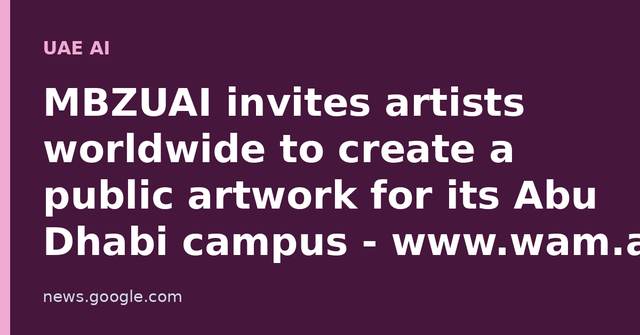 UAE AI
MBZUAI invites artists
worldwide to create a
public artwork for its Abu
Dhabi campus - www.wam.a
news.google.com